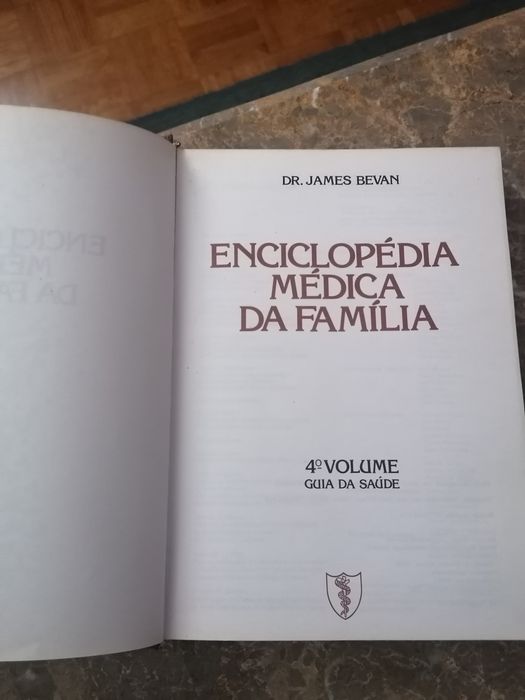 DR. JAMES BEVAN
ENCICLOPÉDIA
MÉDICA
DA FAMÍLIA
4º VOLUME
GUIA DA SAÚDE